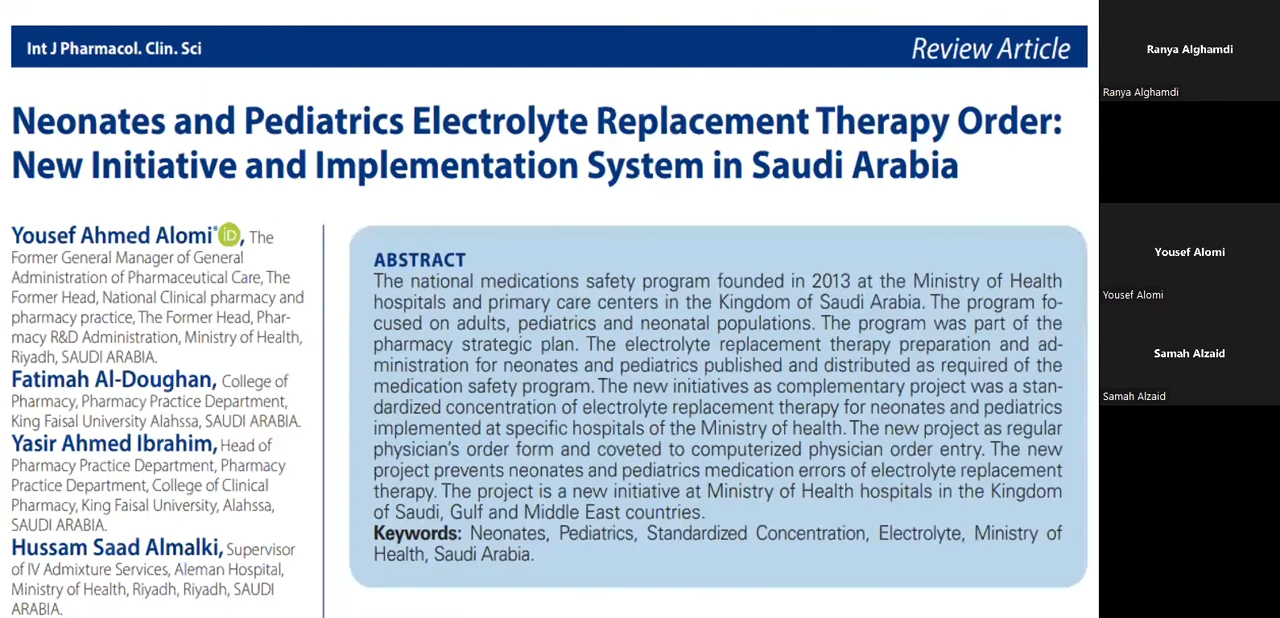 Int J Pharmacol. Clin. Sci
Review Article
Neonates and Pediatrics Electrolyte Replacement Therapy Order:
New Initiative and Implementation System in Saudi Arabia
Yousef Ahmed Alomi* iD, The
Former General Manager of General
Administration of Pharmaceutical Care, The
Former Head, National Clinical pharmacy and
pharmacy practice, The Former Head, Phar-
macy R&D Administration, Ministry of Health,
Riyadh, SAUDI ARABIA.
Fatimah Al-Doughan, College of
Pharmacy, Pharmacy Practice Department,
King Faisal University Alahssa, SAUDI ARABIA.
Yasir Ahmed Ibrahim, Head of
Pharmacy Practice Department, Pharmacy
Practice Department, College of Clinical
Pharmacy, King Faisal University, Alahssa,
SAUDI ARABIA.
Hussam Saad Almalki, Supervisor
of IV Admixture Services, Aleman Hospital,
Ministry of Health, Riyadh, Riyadh, SAUDI
ARABIA.
ABSTRACT
The national medications safety program founded in 2013 at the Ministry of Health
hospitals and primary care centers in the Kingdom of Saudi Arabia. The program fo-
cused on adults, pediatrics and neonatal populations. The program was part of the
pharmacy strategic plan. The electrolyte replacement therapy preparation and ad-
ministration for neonates and pediatrics published and distributed as required of the
medication safety program. The new initiatives as complementary project was a stan-
dardized concentration of electrolyte replacement therapy for neonates and pediatrics
implemented at specific hospitals of the Ministry of health. The new project as regular
physician's order form and coveted to computerized physician order entry. The new
project prevents neonates and pediatrics medication errors of electrolyte replacement
therapy. The project is a new initiative at Ministry of Health hospitals in the Kingdom
of Saudi, Gulf and Middle East countries.
Keywords: Neonates, Pediatrics, Standardized Concentration, Electrolyte, Ministry of
Health, Saudi Arabia.
Ranya Alghamdi
Ranya Alghamdi
Yousef Alomi
Yousef Alomi
Samah Alzaid
Samah Alzaid